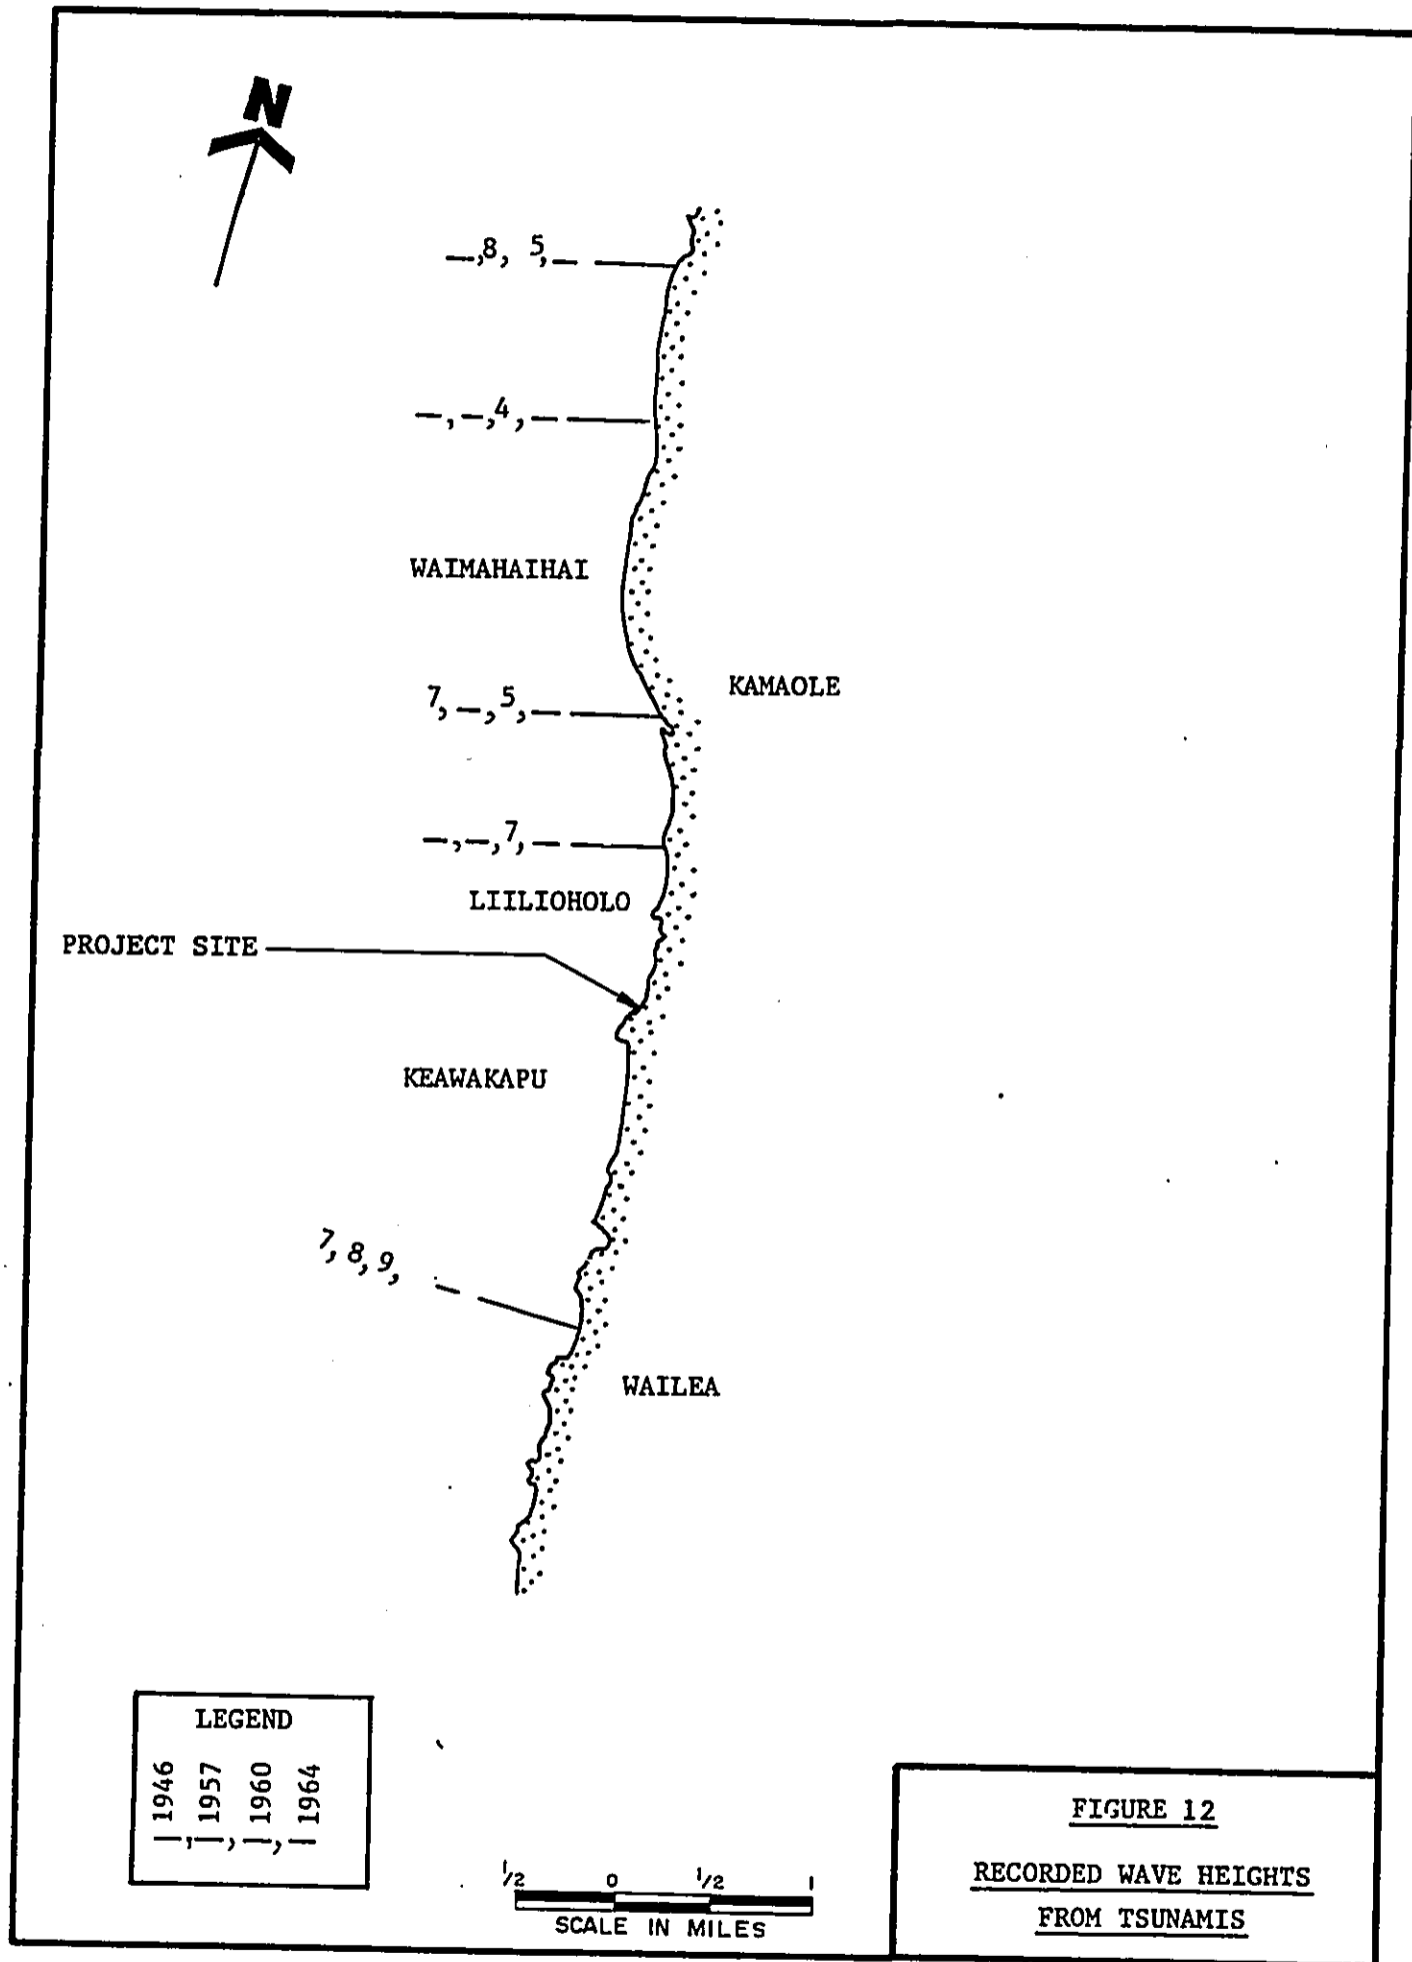 N
—,8, 5,—
—,—,4,—
WAIMAHAIHAI
7,—,5,—
KAMAOLE
—,—,7,—
LIILIOHOLO
PROJECT SITE
KEAWAKAPU
7,8,9, —
WAILEA
LEGEND
— 1946
,— 1957
,— 1960
,— 1964
1/2 0 1/2 1
SCALE IN MILES
FIGURE 12
RECORDED WAVE HEIGHTS
FROM TSUNAMIS